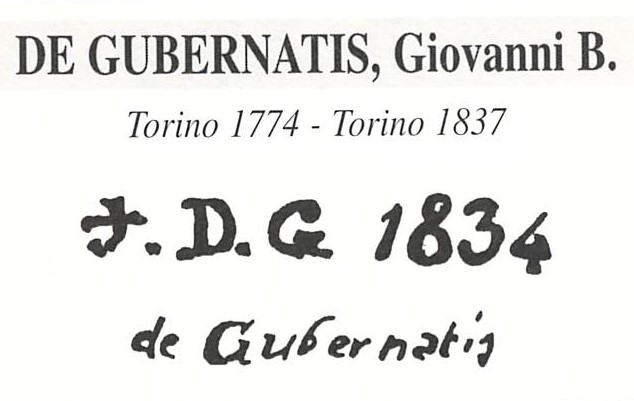 DE GUBERNATIS, Giovanni B.
Torino 1774 - Torino 1837
J. D. G 1834
de Gubernatis